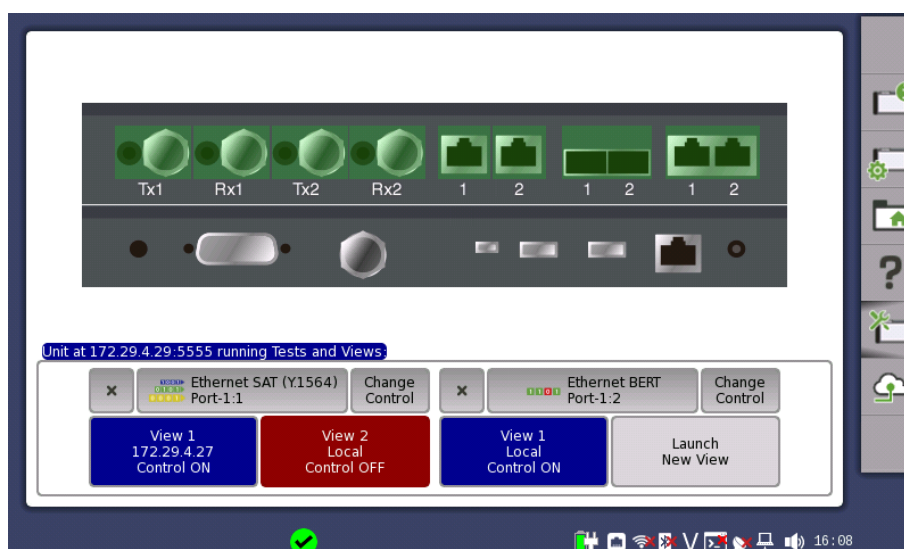 Tx1 Rx1 Tx2 Rx2 1 2 1 2 1 2
Unit at 172.29.4.29:5555 running Tests and Views:
× Ethernet SAT (Y.1564)
Port-1:1
Change
Control
× Ethernet BERT
Port-1:2
Change
Control
View 1
172.29.4.27
Control ON
View 2
Local
Control OFF
View 1
Local
Control ON
Launch
New View
?
16:08